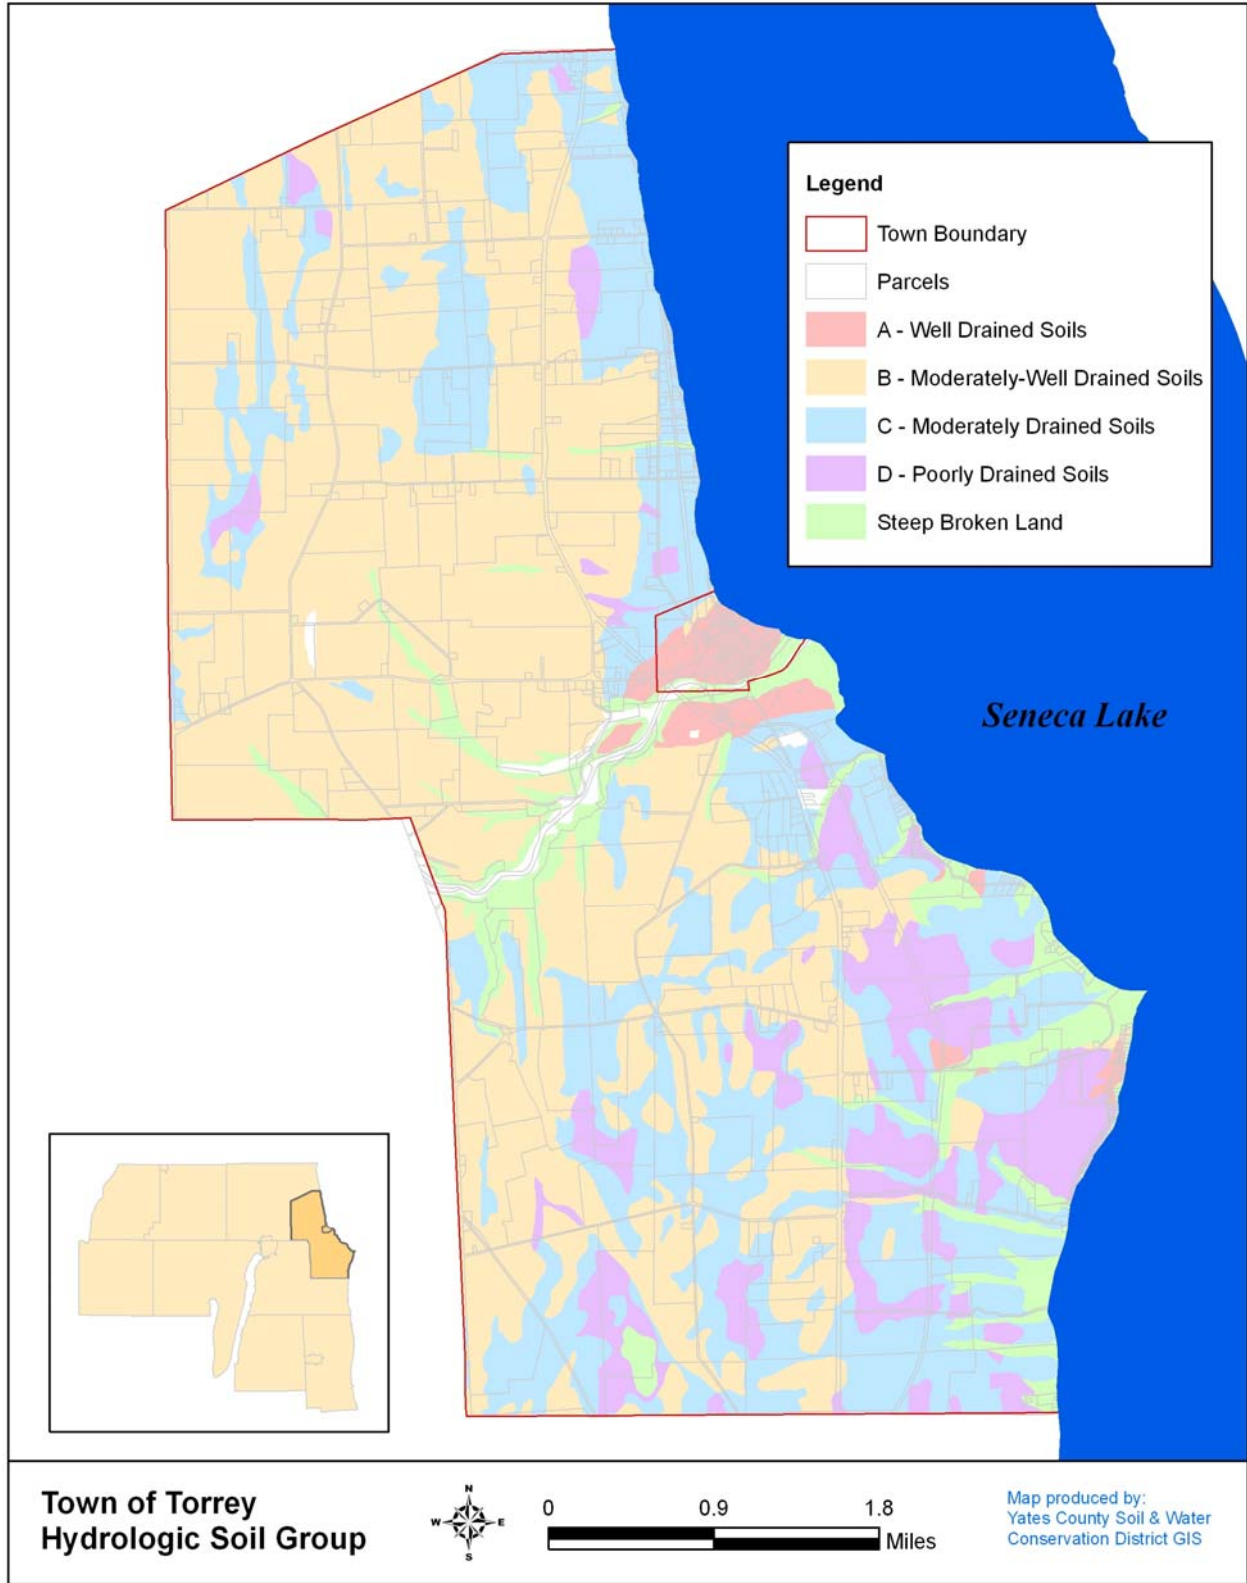 Legend
Town Boundary
Parcels
A - Well Drained Soils
B - Moderately-Well Drained Soils
C - Moderately Drained Soils
D - Poorly Drained Soils
Steep Broken Land
Seneca Lake
Town of Torrey
Hydrologic Soil Group
N
W
E
S
0
0.9
1.8
Miles
Map produced by:
Yates County Soil & Water
Conservation District GIS